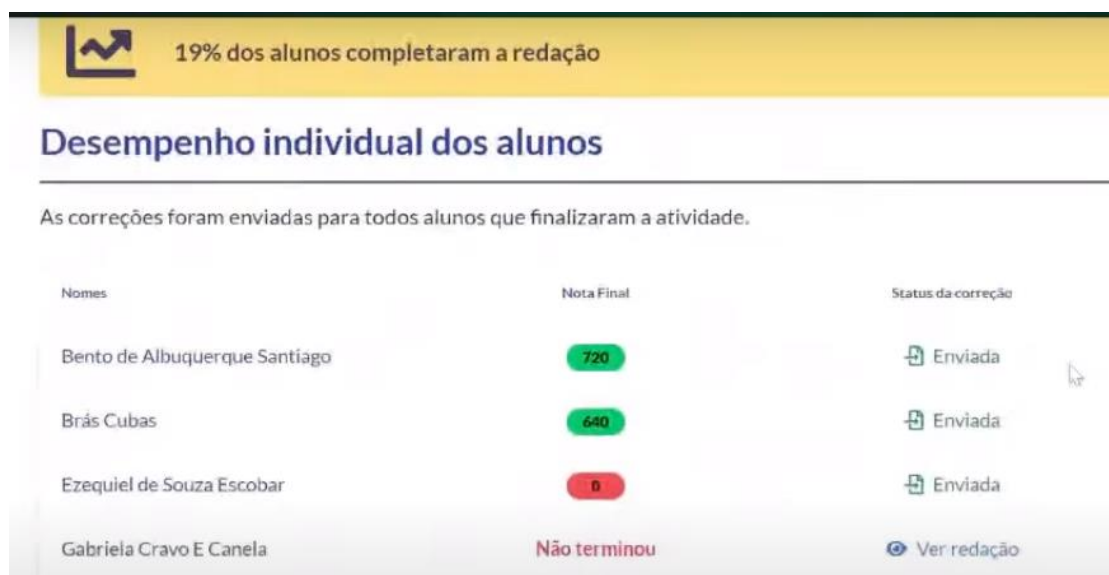 19% dos alunos completaram a redação
Desempenho individual dos alunos
As correções foram enviadas para todos alunos que finalizaram a atividade.
Nomes Nota Final Status da correção
Bento de Albuquerque Santiago 720 Enviada
Brás Cubas 640 Enviada
Ezequiel de Souza Escobar 0 Enviada
Gabriela Cravo E Canela Não terminou Ver redação